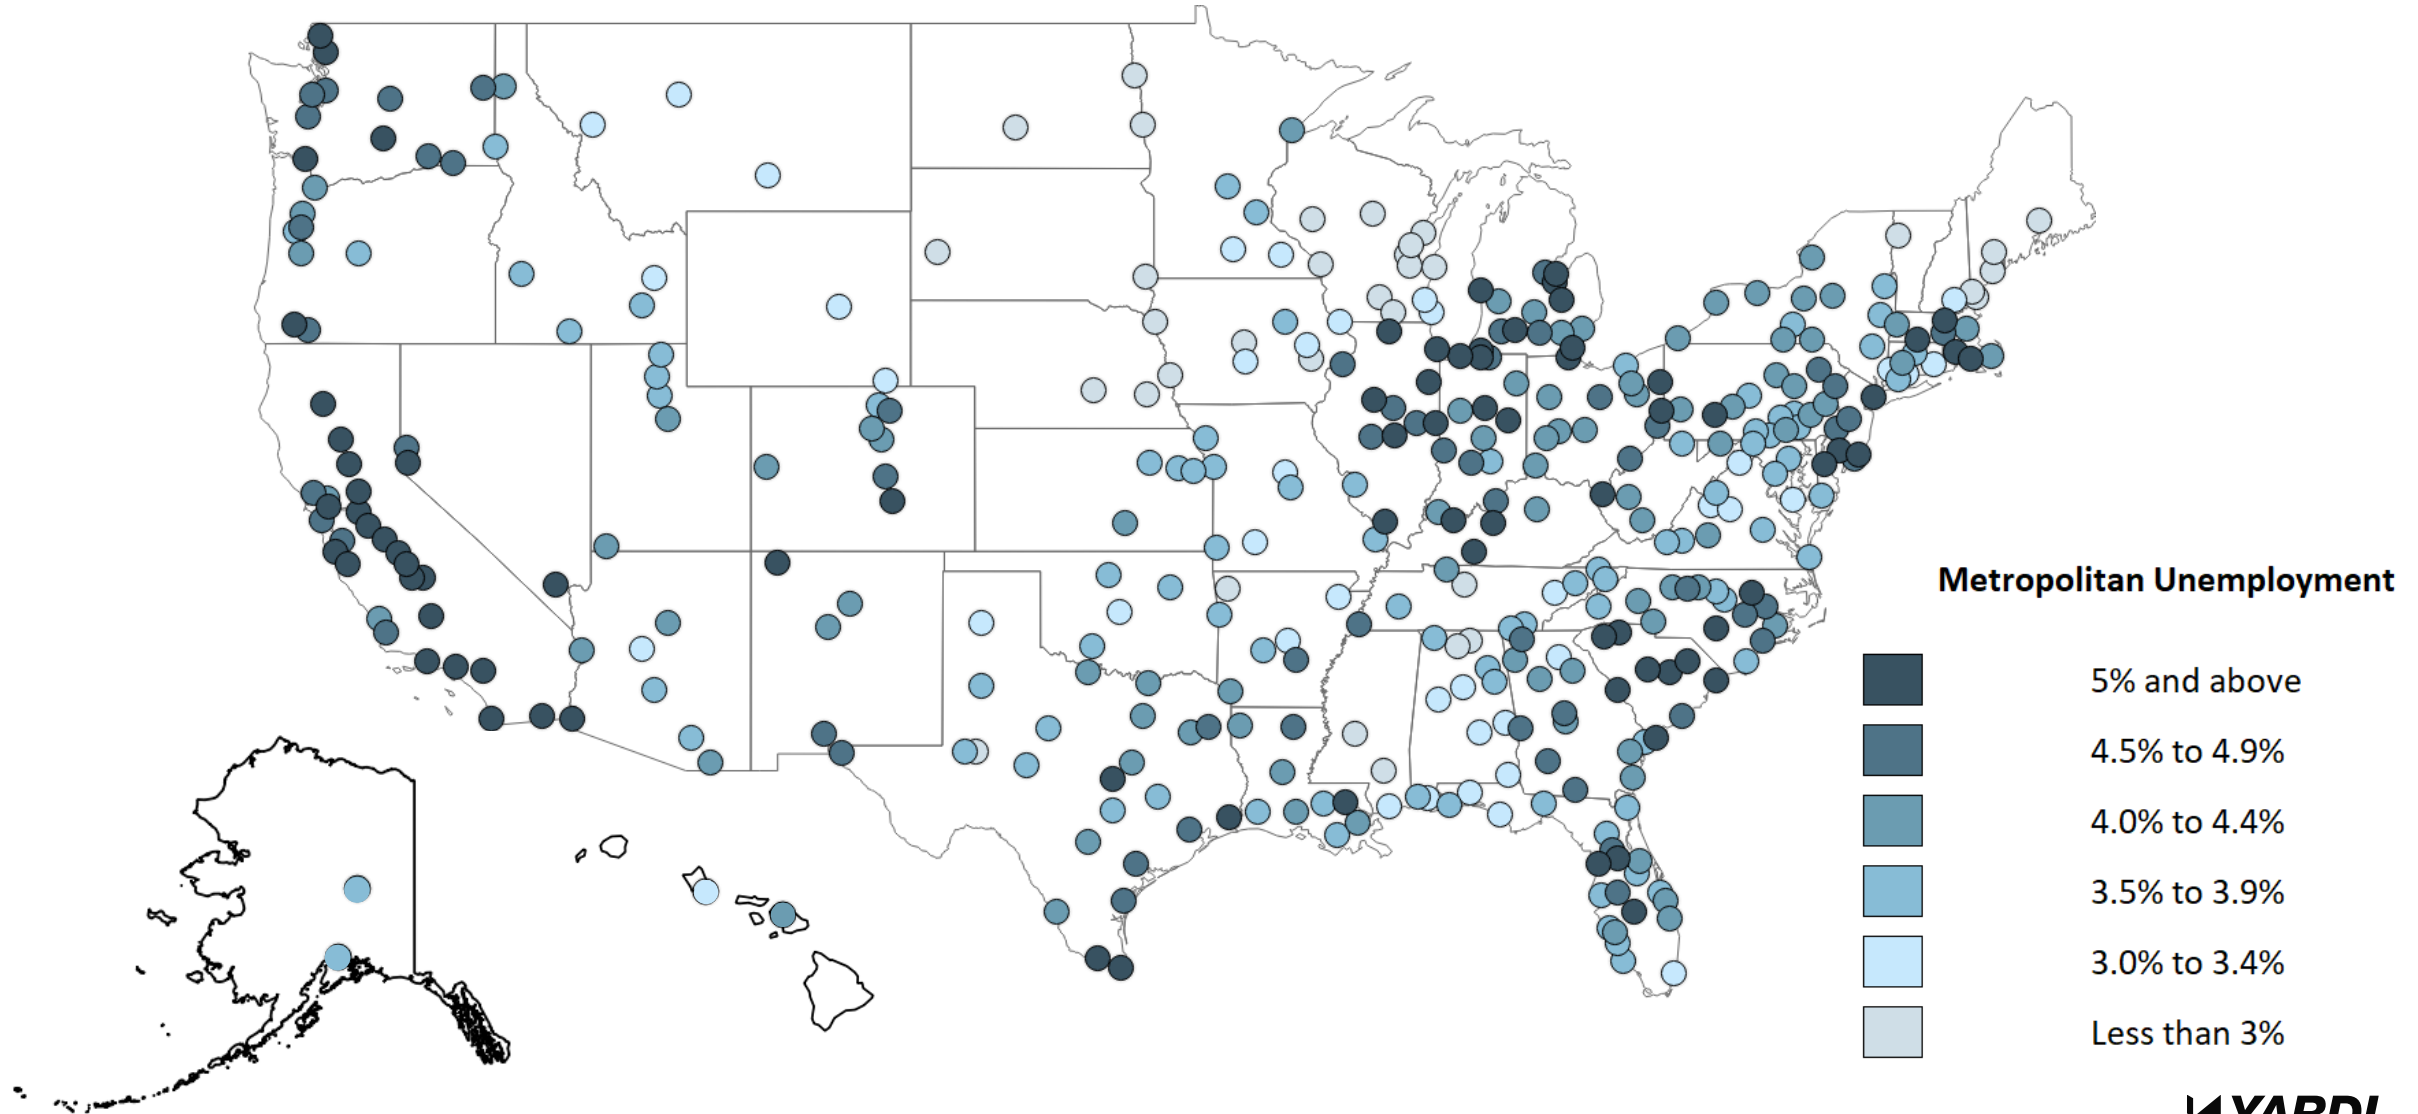 Metropolitan Unemployment
5% and above
4.5% to 4.9%
4.0% to 4.4%
3.5% to 3.9%
3.0% to 3.4%
Less than 3%
YARDI